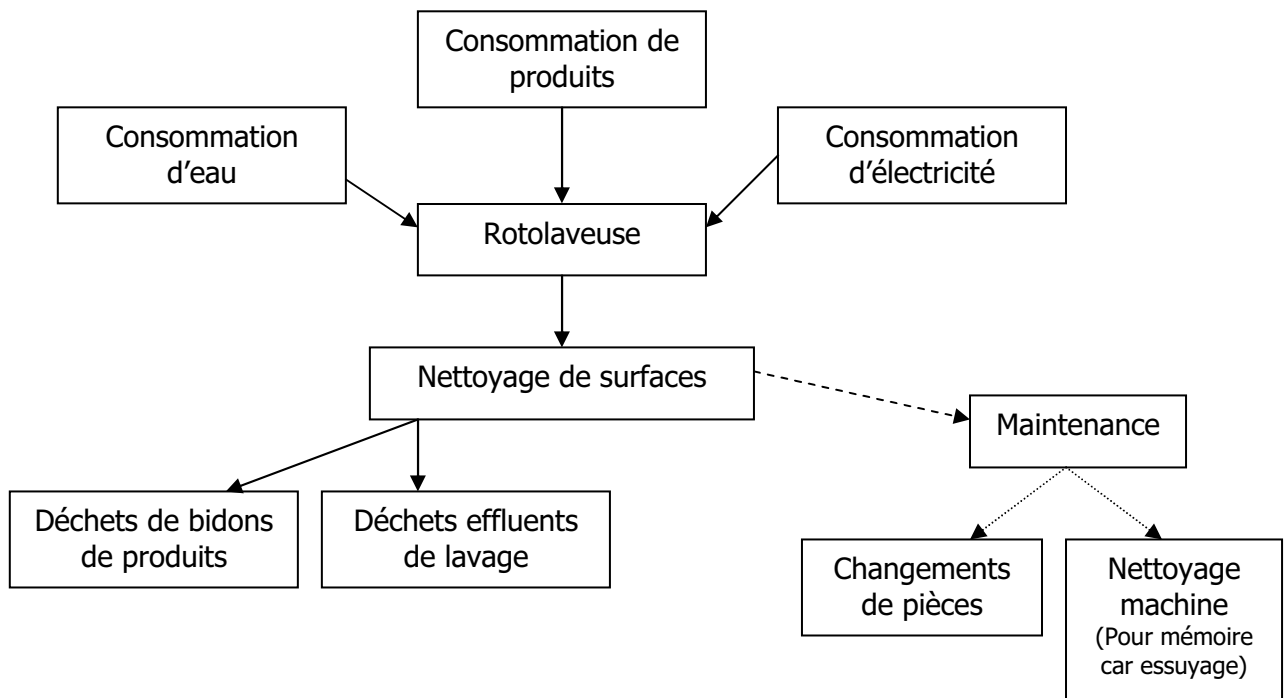 Consommation de
produits
Consommation
d’eau
Consommation
d’électricité
Rotolaveuse
Nettoyage de surfaces
Maintenance
Déchets de bidons
de produits
Déchets effluents
de lavage
Changements
de pièces
Nettoyage
machine
(Pour mémoire
car essuyage)